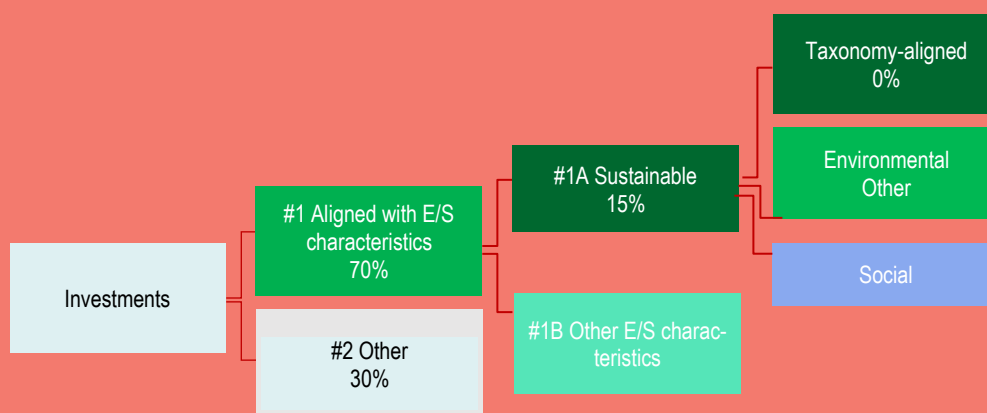 Investments
#1 Aligned with E/S
characteristics
70%
#2 Other
30%
#1A Sustainable
15%
#1B Other E/S charac-
teristics
Taxonomy-aligned
0%
Environmental
Other
Social